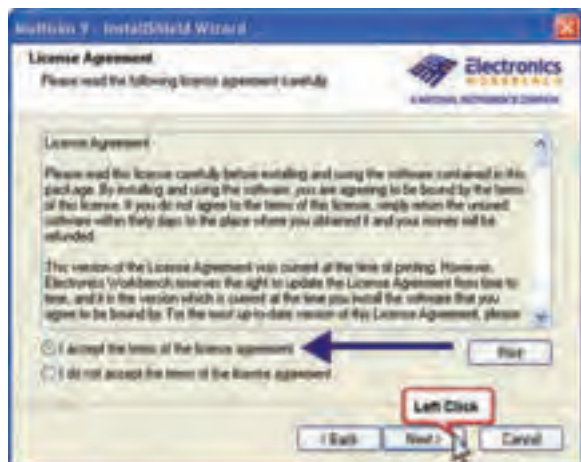 Multisim 9 - InstallShield Wizard
License Agreement
Please read the following license agreement carefully.
Electronics
WORKBENCH
A NATIONAL INSTRUMENTS COMPANY
License Agreement
Please read this license carefully before installing and using the software contained in this
package. By installing and using the software, you are agreeing to be bound by the terms
of this license. If you do not agree to the terms of this license, simply return the unused
software within thirty days to the place where you obtained it and your money will be
refunded.
This version of the License Agreement was current at the time of printing. However,
Electronics Workbench reserves the right to update the License Agreement from time to
time, and it is the version which is current at the time you install the software that you
agree to be bound by. For the most up-to-date version of this License Agreement, please
I accept the terms of the license agreement
Print
I do not accept the terms of the license agreement
Left Click
< Back
Next >
Cancel